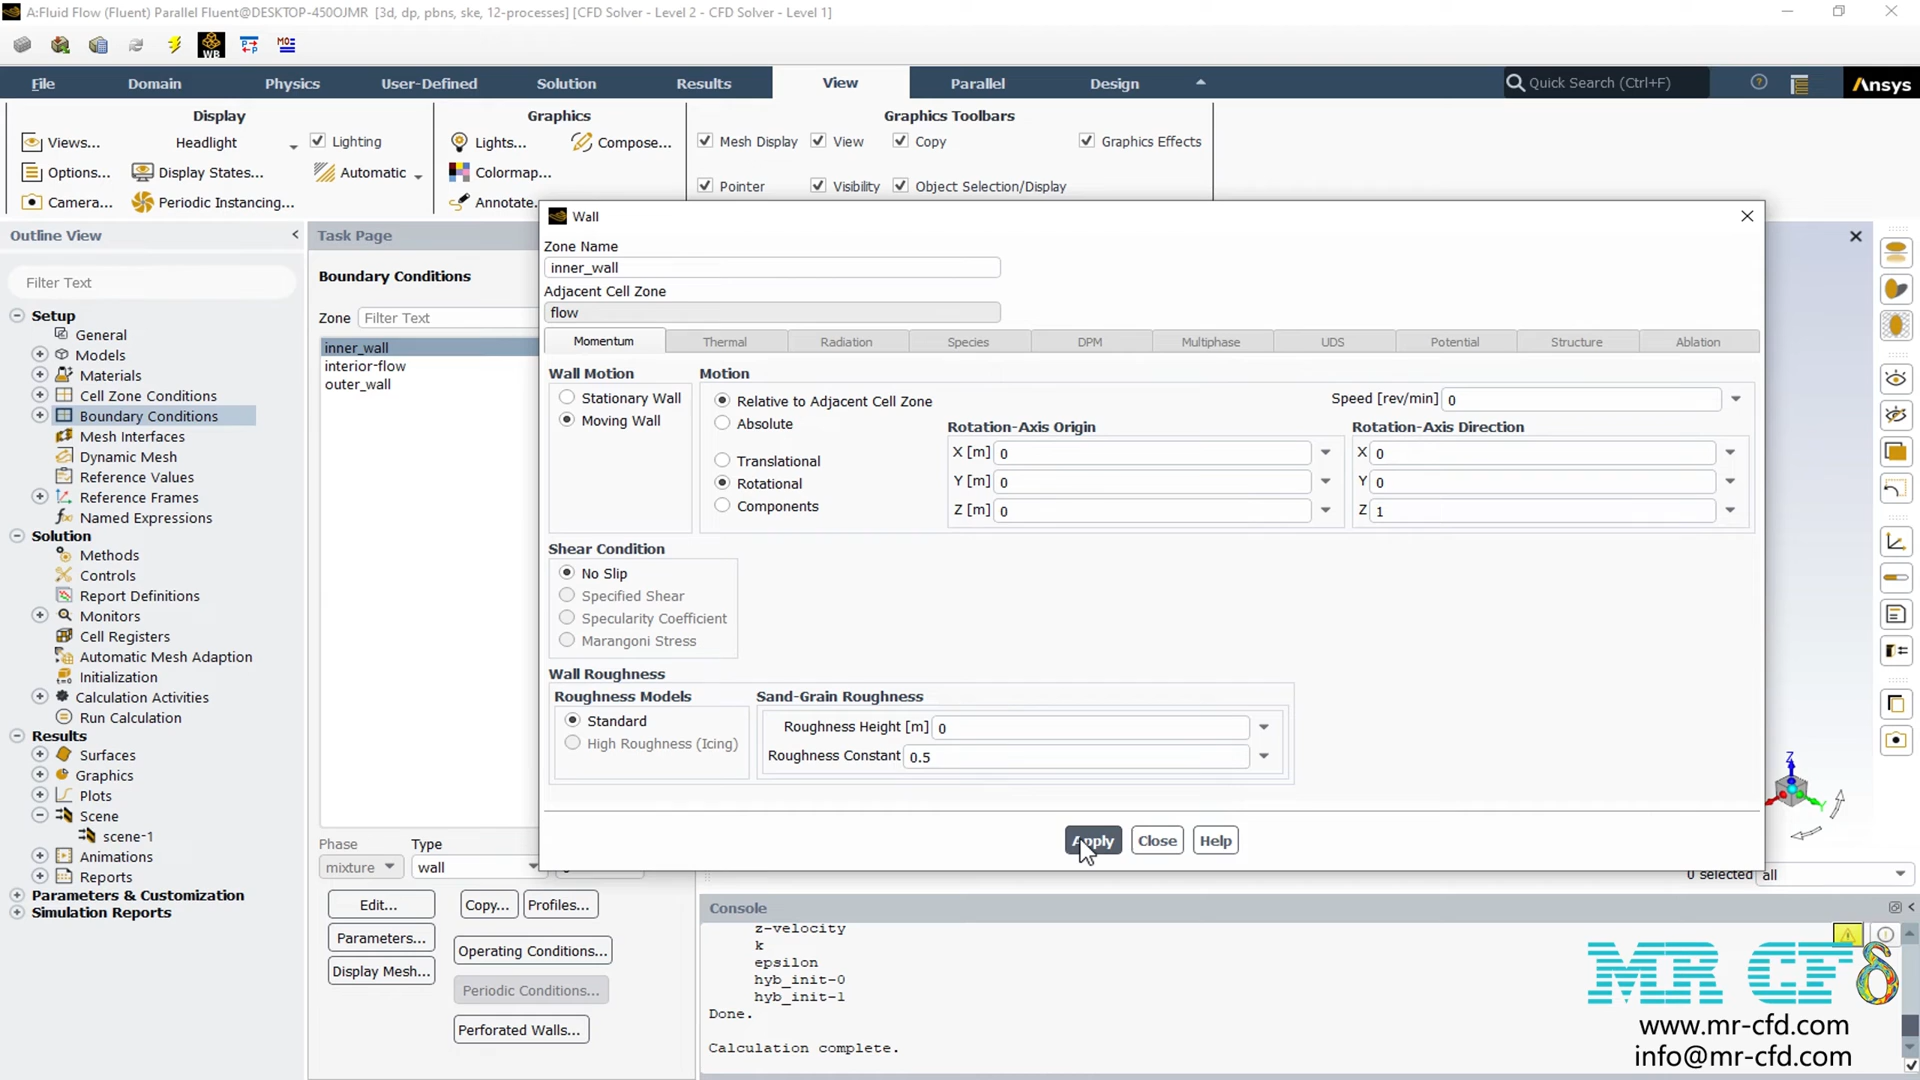 A:Fluid Flow (Fluent) Parallel Fluent@DESKTOP-450OJMR [3d, dp, pbns, ske, 12-processes] [CFD Solver - Level 2 - CFD Solver - Level 1]
WB
File Domain Physics User-Defined Solution Results View Parallel Design Quick Search (Ctrl+F) Ansys
Display Graphics Graphics Toolbars
Views... Headlight Lighting Lights... Compose... Mesh Display View Copy Graphics Effects
Options... Display States... Automatic Colormap...
Camera... Periodic Instancing... Annotate. Pointer Visibility Object Selection/Display
Outline View
Filter Text
Setup
General
Models
Materials
Cell Zone Conditions
Boundary Conditions
Mesh Interfaces
Dynamic Mesh
Reference Values
Reference Frames
Named Expressions
Solution
Methods
Controls
Report Definitions
Monitors
Cell Registers
Automatic Mesh Adaption
Initialization
Calculation Activities
Run Calculation
Results
Surfaces
Graphics
Plots
Scene
scene-1
Animations
Reports
Parameters & Customization
Simulation Reports
Task Page
Boundary Conditions
Zone Filter Text
inner_wall
interior-flow
outer_wall
Phase Type
mixture wall
Edit... Copy... Profiles...
Parameters... Operating Conditions...
Display Mesh... Periodic Conditions...
Perforated Walls...
Wall
Zone Name
inner_wall
Adjacent Cell Zone
flow
Momentum Thermal Radiation Species DPM Multiphase UDS Potential Structure Ablation
Wall Motion
Stationary Wall
Moving Wall
Motion
Relative to Adjacent Cell Zone
Absolute
Translational
Rotational
Components
Speed [rev/min] 0
Rotation-Axis Origin
X [m] 0
Y [m] 0
Z [m] 0
Rotation-Axis Direction
X 0
Y 0
Z 1
Shear Condition
No Slip
Specified Shear
Specularity Coefficient
Marangoni Stress
Wall Roughness
Roughness Models
Standard
High Roughness (Icing)
Sand-Grain Roughness
Roughness Height [m] 0
Roughness Constant 0.5
Apply Close Help
0 selected all
Z
Console
z-velocity
k
epsilon
hyb_init-0
hyb_init-1
Done.
Calculation complete.
MR CFD
www.mr-cfd.com
info@mr-cfd.com